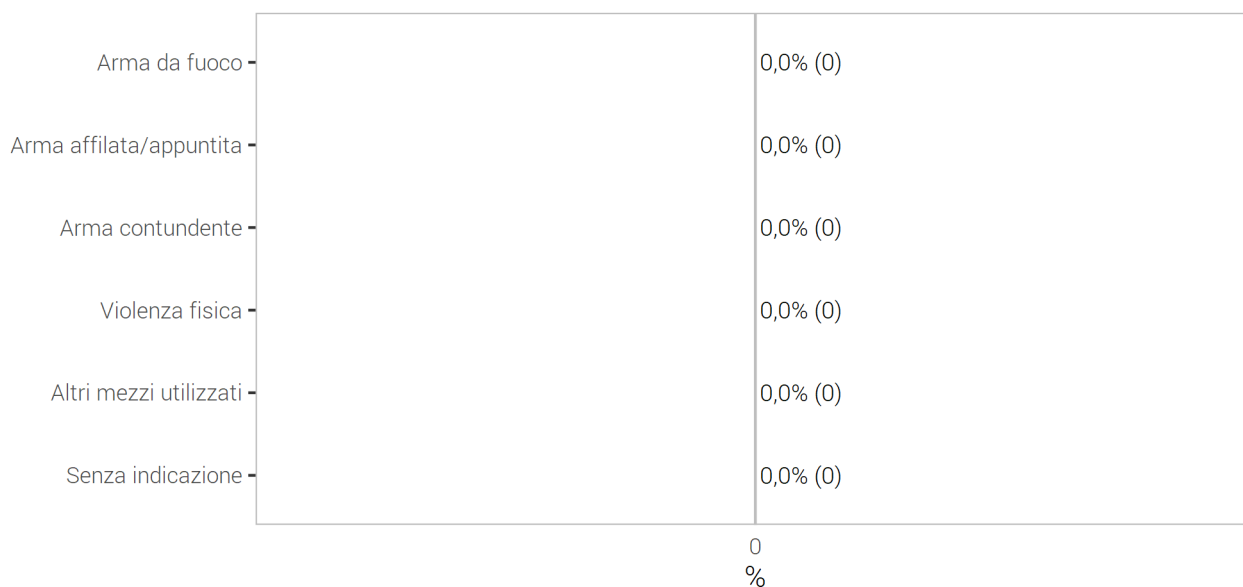 Arma da fuoco 0,0% (0)
Arma affilata/appuntita 0,0% (0)
Arma contundente 0,0% (0)
Violenza fisica 0,0% (0)
Altri mezzi utilizzati 0,0% (0)
Senza indicazione 0,0% (0)
0
%